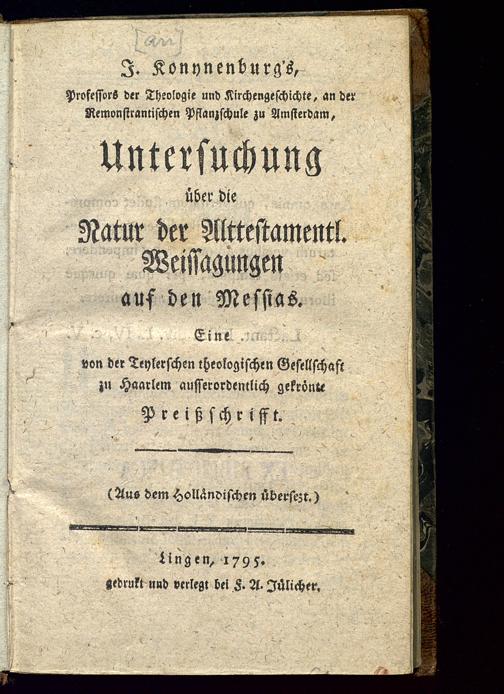 [an]
J. Konynenburg's,
Professors der Theologie und Kirchengeschichte, an der
Remonstrantischen Pflanzschule zu Amsterdam,
Untersuchung
über die
Natur der Alttestamentl.
Weissagungen
auf den Messias.
Eine
von der Teylerschen theologischen Gesellschaft
zu Haarlem ausserordentlich gekrönte
Preißschrifft.
(Aus dem Holländischen übersezt.)
Lingen, 1795.
gedrukt und verlegt bei F. A. Jülicher.